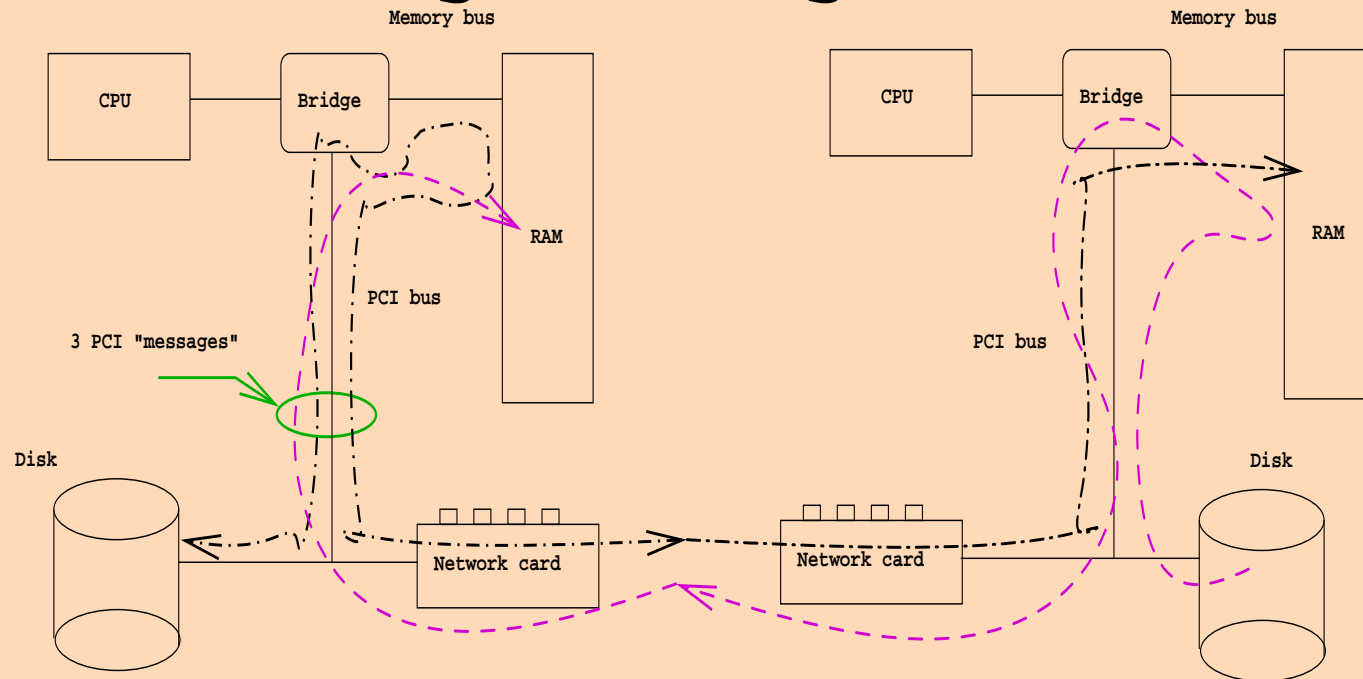 Memory bus
Memory bus
CPU
Bridge
CPU
Bridge
RAM
RAM
PCI bus
3 PCI "messages"
PCI bus
Disk
Disk
Network card
Network card